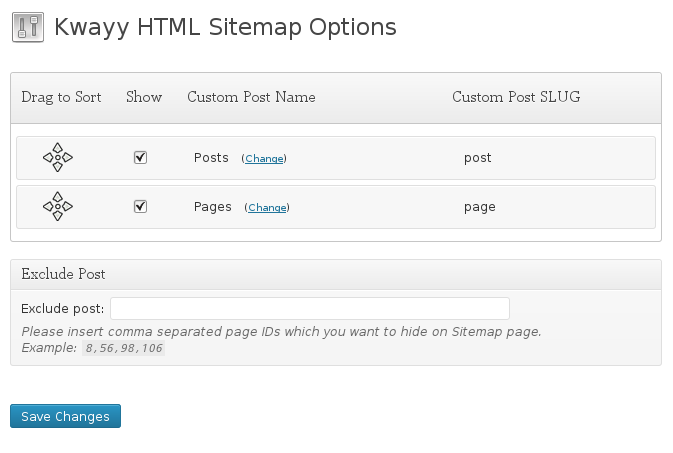 Kwayy HTML Sitemap Options
Drag to Sort Show Custom Post Name Custom Post SLUG
Posts (Change) post
Pages (Change) page
Exclude Post
Exclude post:
Please insert comma separated page IDs which you want to hide on Sitemap page.
Example: 8,56,98,106
Save Changes